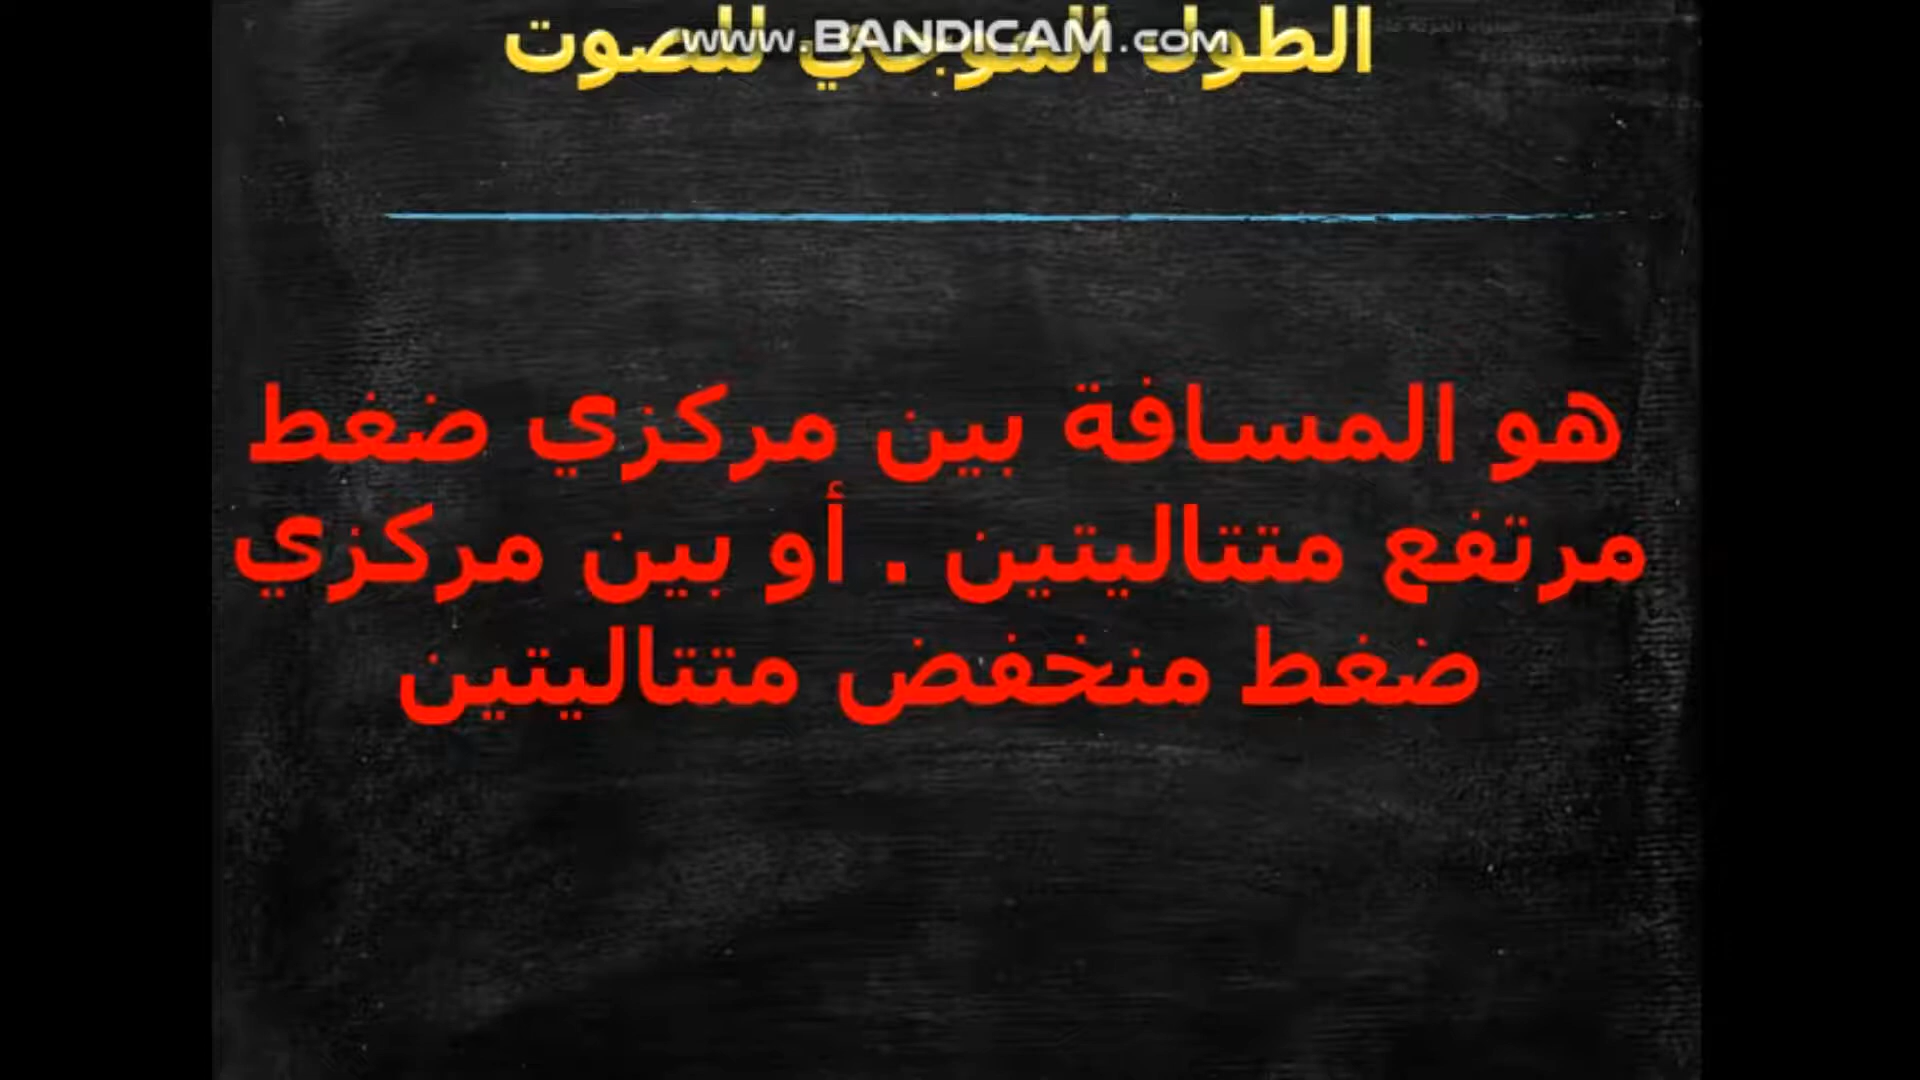 الطول الموجي للصوت
www.BANDICAM.com
هو المسافة بين مركزي ضغط
مرتفع متتاليتين . أو بين مركزي
ضغط منخفض متتاليتين